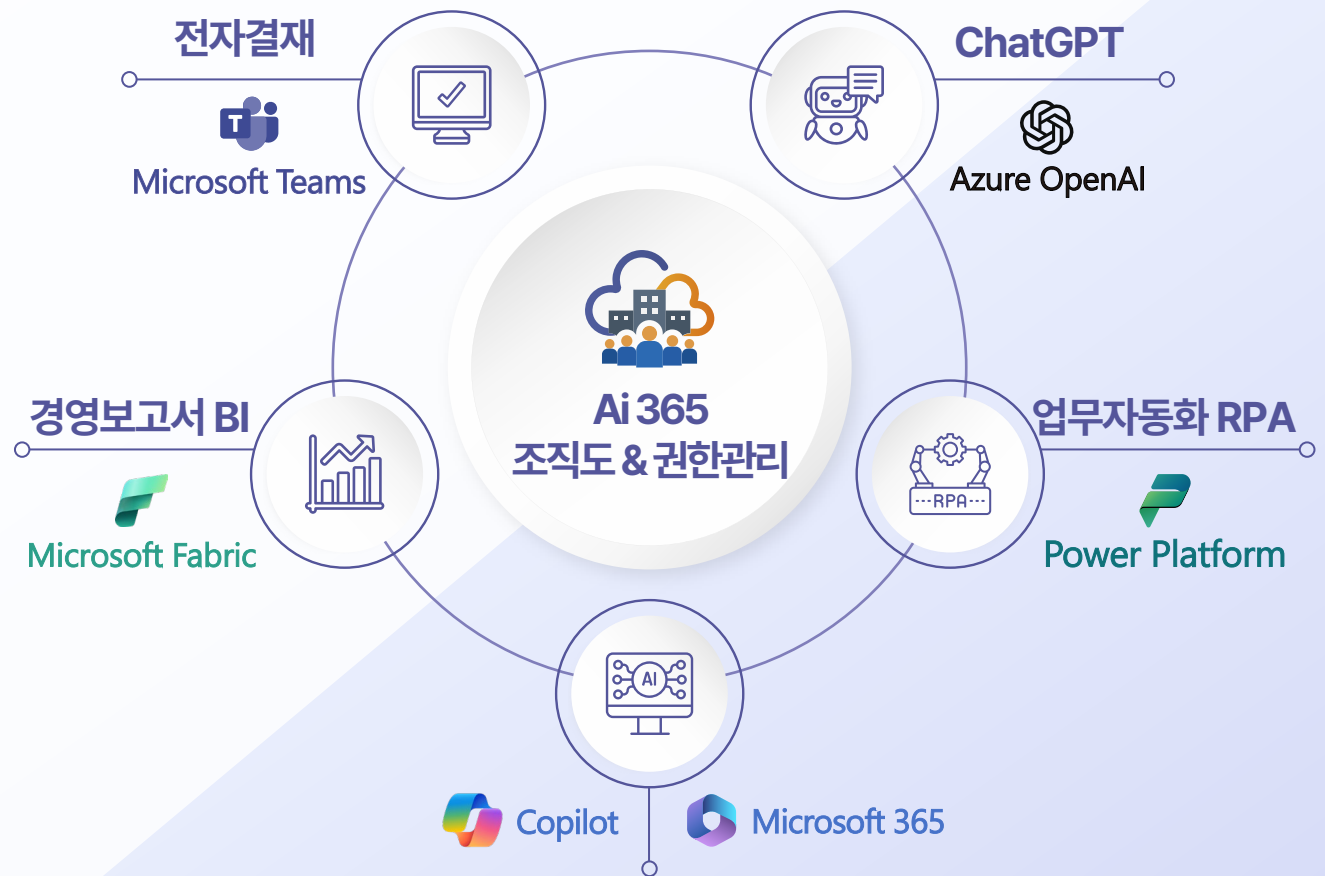 전자결재
T
Microsoft Teams
ChatGPT
Azure OpenAI
Ai 365
조직도 & 권한관리
경영보고서 BI
Microsoft Fabric
업무자동화 RPA
RPA
Power Platform
AI
Copilot
Microsoft 365